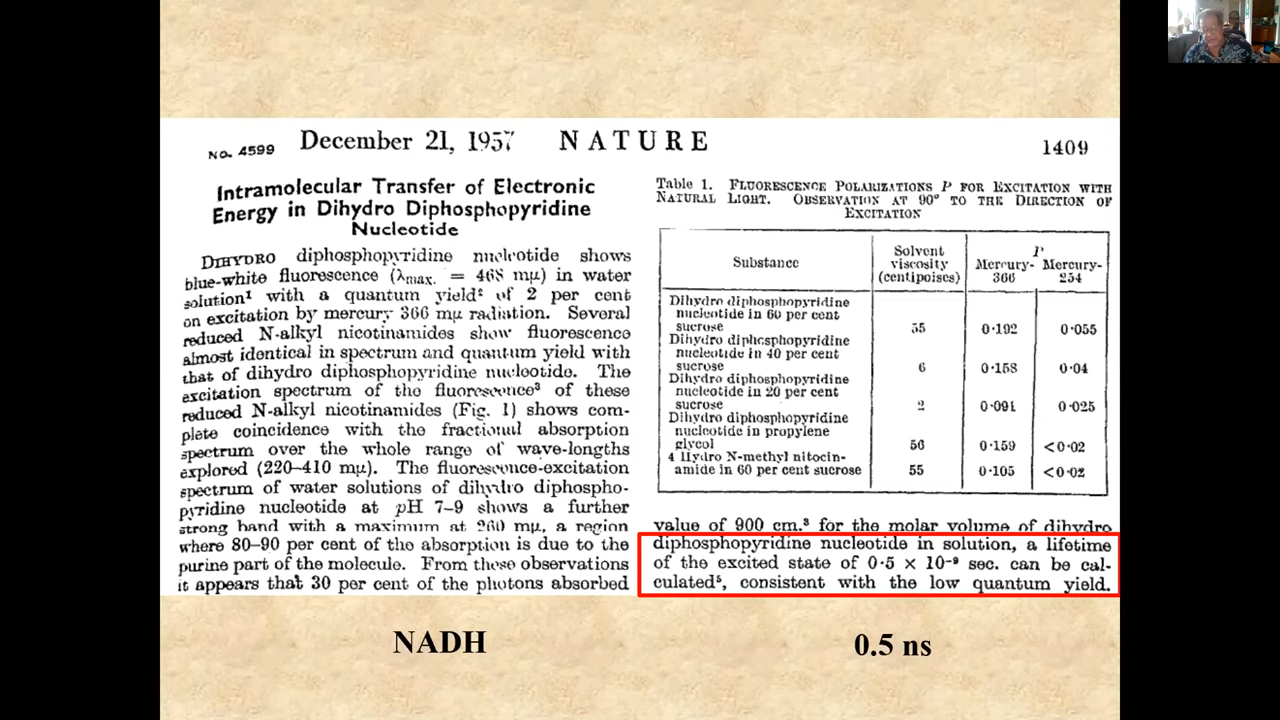 No. 4599 December 21, 1957 NATURE 1409
Intramolecular Transfer of Electronic
Energy in Dihydro Diphosphopyridine
Nucleotide
DIHYDRO diphosphopyridine nucleotide shows
blue-white fluorescence (λmax. = 468 mμ) in water
solution¹ with a quantum yield² of 2 per cent
on excitation by mercury 366 mμ radiation. Several
reduced N-alkyl nicotinamides show fluorescence
almost identical in spectrum and quantum yield with
that of dihydro diphosphopyridine nucleotide. The
excitation spectrum of the fluorescence³ of these
reduced N-alkyl nicotinamides (Fig. 1) shows com-
plete coincidence with the fractional absorption
spectrum over the whole range of wave-lengths
explored (220–410 mμ). The fluorescence-excitation
spectrum of water solutions of dihydro diphospho-
pyridine nucleotide at pH 7–9 shows a further
strong band with a maximum at 260 mμ, a region
where 80–90 per cent of the absorption is due to the
purine part of the molecule. From these observations
it appears that 30 per cent of the photons absorbed
Table 1. FLUORESCENCE POLARIZATIONS P FOR EXCITATION WITH
NATURAL LIGHT. OBSERVATION AT 90° TO THE DIRECTION OF
EXCITATION
Substance
Solvent
viscosity
(centipoises)
P
Mercury- Mercury-
366 254
Dihydro diphosphopyridine
nucleotide in 60 per cent
sucrose 55 0·192 0·055
Dihydro diphosphopyridine
nucleotide in 40 per cent
sucrose 6 0·158 0·04
Dihydro diphosphopyridine
nucleotide in 20 per cent
sucrose 2 0·091 0·025
Dihydro diphosphopyridine
nucleotide in propylene
glycol 56 0·159 <0·02
4 Hydro N-methyl nitocin-
amide in 60 per cent sucrose 55 0·105 <0·02
value of 900 cm.³ for the molar volume of dihydro
diphosphopyridine nucleotide in solution, a lifetime
of the excited state of 0·5 × 10⁻⁹ sec. can be cal-
culated⁵, consistent with the low quantum yield.
NADH
0.5 ns